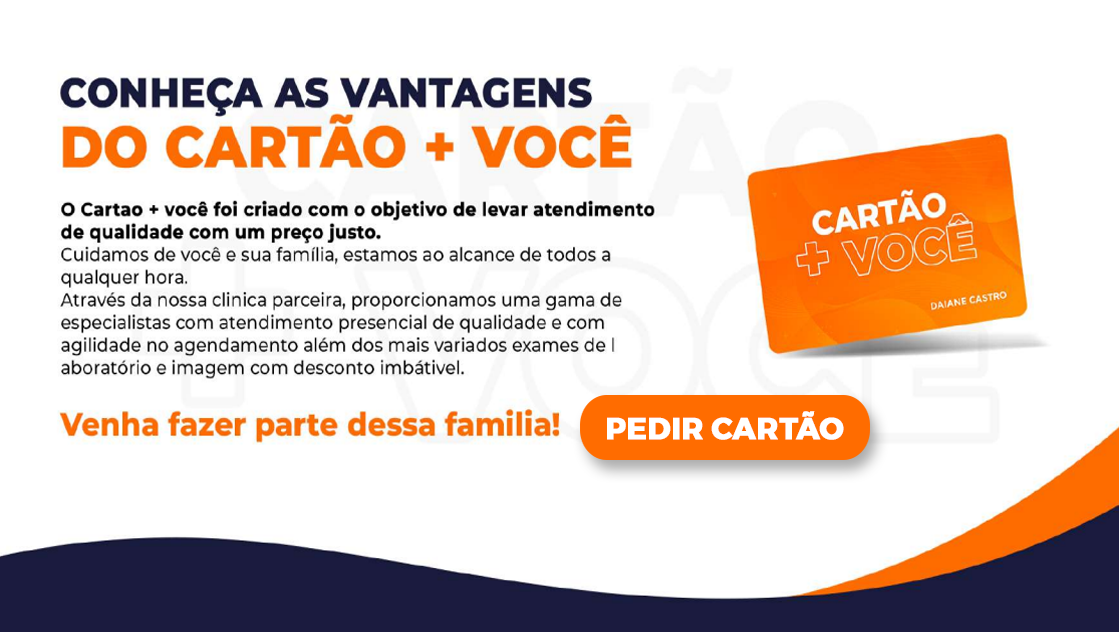 CONHEÇA AS VANTAGENS
DO CARTÃO + VOCÊ
O Cartao + você foi criado com o objetivo de levar atendimento
de qualidade com um preço justo.
Cuidamos de você e sua família, estamos ao alcance de todos a
qualquer hora.
Através da nossa clinica parceira, proporcionamos uma gama de
especialistas com atendimento presencial de qualidade e com
agilidade no agendamento além dos mais variados exames de l
aboratório e imagem com desconto imbátivel.
Venha fazer parte dessa familia!
PEDIR CARTÃO
CARTÃO
+ VOCÊ
DAIANE CASTRO
CARTÃO
+ VOCÊ